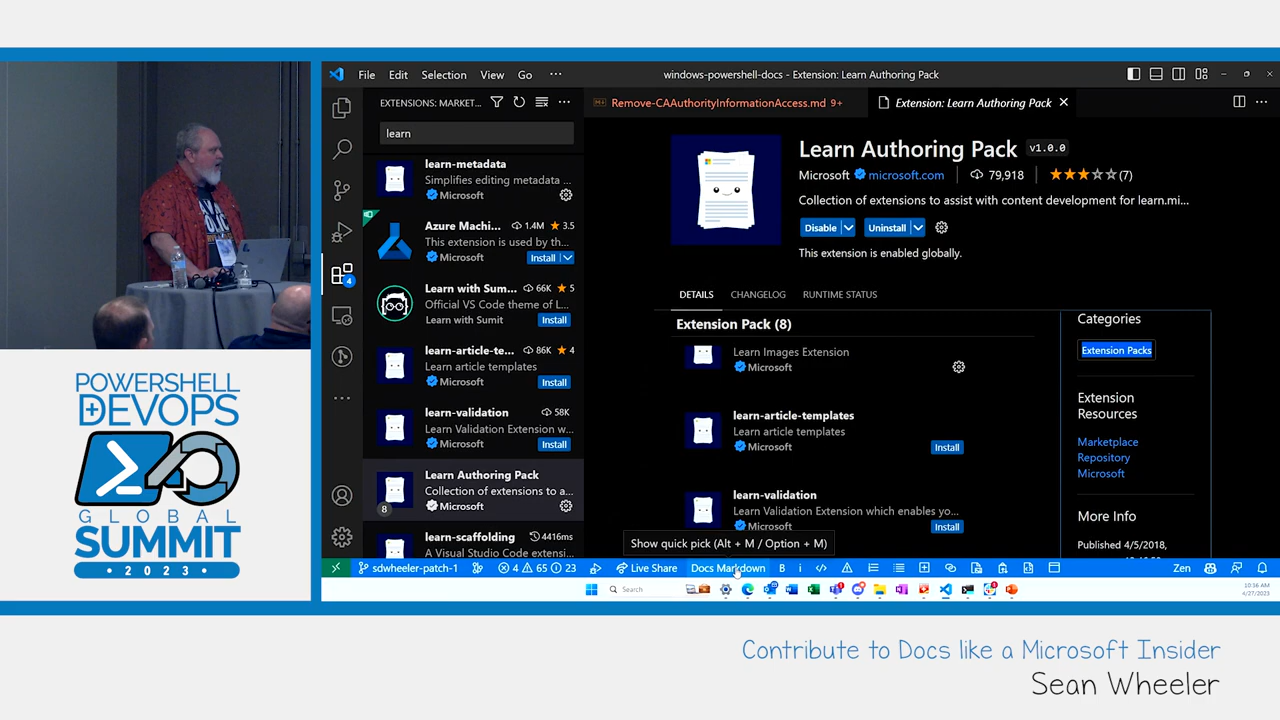 File Edit Selection View Go ···
windows-powershell-docs - Extension: Learn Authoring Pack
EXTENSIONS: MARKET...
learn
learn-metadata
Simplifies editing metadata ...
Microsoft
Azure Machi... 1.4M 3.5
This extension is used by th...
Microsoft Install
Learn with Sum... 66K 5
Official VS Code theme of L...
Learn with Sumit Install
learn-article-te... 86K 4
Learn article templates
Microsoft Install
learn-validation 58K
Learn Validation Extension w...
Microsoft Install
Learn Authoring Pack
Collection of extensions to a...
8 Microsoft
learn-scaffolding 4416ms
A Visual Studio Code extensi...
4
Remove-CAAuthorityInformationAccess.md 9+
Extension: Learn Authoring Pack
Learn Authoring Pack v1.0.0
Microsoft microsoft.com 79,918 (7)
Collection of extensions to assist with content development for learn.mi...
Disable Uninstall
This extension is enabled globally.
DETAILS CHANGELOG RUNTIME STATUS
Extension Pack (8)
Learn Images Extension
Microsoft
learn-article-templates
Learn article templates
Microsoft Install
learn-validation
Learn Validation Extension which enables yo...
Microsoft Install
Categories
Extension Packs
Extension
Resources
Marketplace
Repository
Microsoft
More Info
Published 4/5/2018,
Show quick pick (Alt + M / Option + M)
sdwheeler-patch-1 4 65 23 Live Share Docs Markdown B i Zen
Search
10:36 AM
4/27/2023
POWERSHELL
+DEVOPS
GLOBAL
SUMMIT
2023
Contribute to Docs like a Microsoft Insider
Sean Wheeler